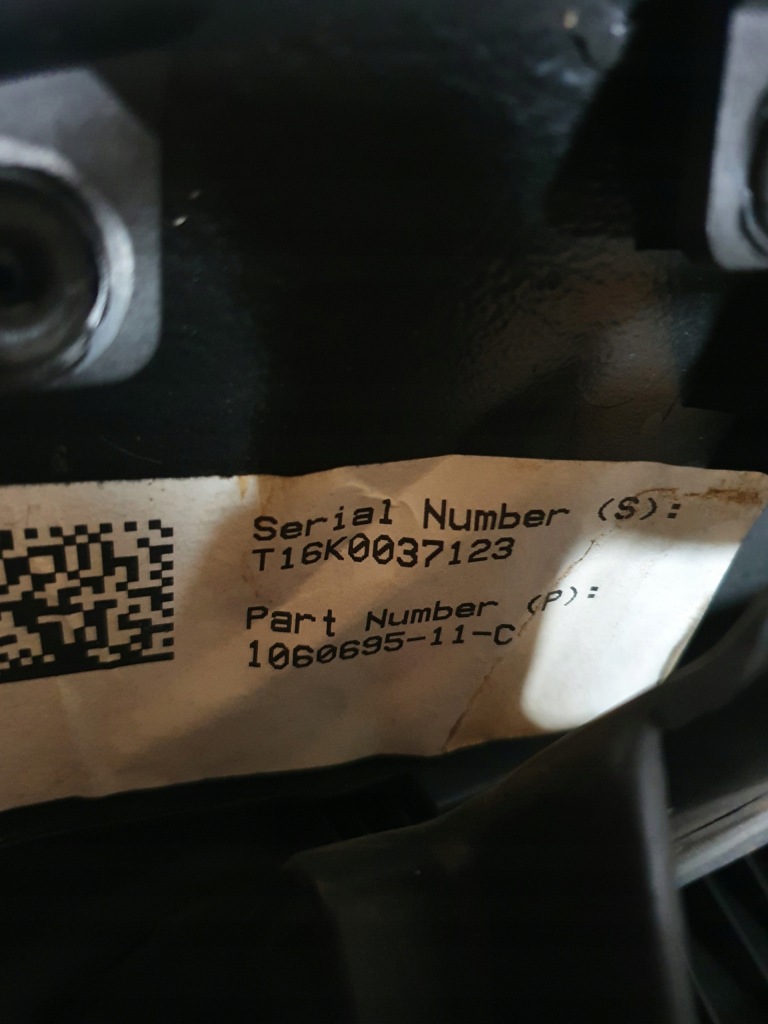 Serial Number (S):
T16K0037123
Part Number (P):
1060695-11-C